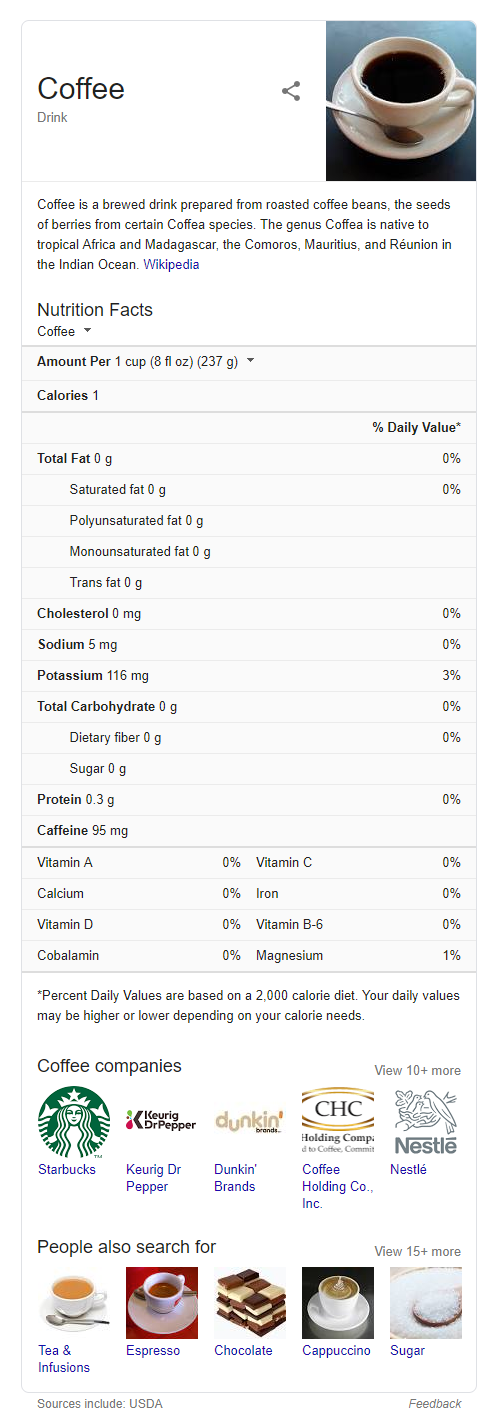 Coffee
Drink
Coffee is a brewed drink prepared from roasted coffee beans, the seeds
of berries from certain Coffea species. The genus Coffea is native to
tropical Africa and Madagascar, the Comoros, Mauritius, and Réunion in
the Indian Ocean. Wikipedia
Nutrition Facts
Coffee
Amount Per 1 cup (8 fl oz) (237 g)
Calories 1
% Daily Value*
Total Fat 0 g 0%
Saturated fat 0 g 0%
Polyunsaturated fat 0 g
Monounsaturated fat 0 g
Trans fat 0 g
Cholesterol 0 mg 0%
Sodium 5 mg 0%
Potassium 116 mg 3%
Total Carbohydrate 0 g 0%
Dietary fiber 0 g 0%
Sugar 0 g
Protein 0.3 g 0%
Caffeine 95 mg
Vitamin A 0% Vitamin C 0%
Calcium 0% Iron 0%
Vitamin D 0% Vitamin B-6 0%
Cobalamin 0% Magnesium 1%
*Percent Daily Values are based on a 2,000 calorie diet. Your daily values
may be higher or lower depending on your calorie needs.
Coffee companies View 10+ more
TM
Keurig
DrPepper
dunkin'
brands
CHC
Holding Compa
d to Coffee, Commit
Nestlé
Starbucks
Keurig Dr
Pepper
Dunkin'
Brands
Coffee
Holding Co.,
Inc.
Nestlé
People also search for View 15+ more
Tea &
Infusions
Espresso
Chocolate
Cappuccino
Sugar
Sources include: USDA Feedback